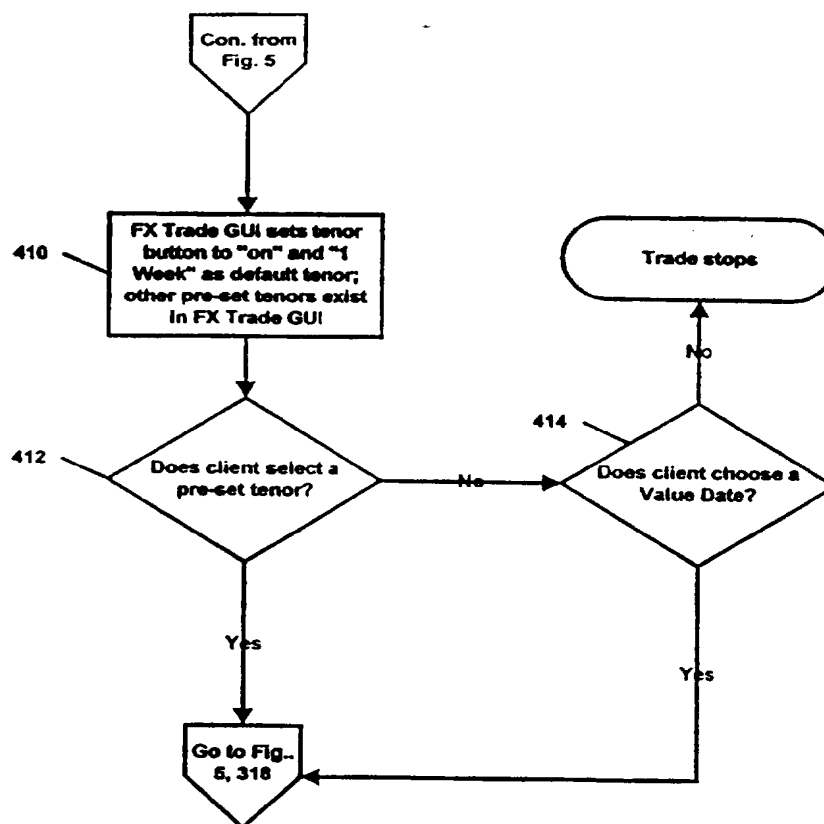 Con. from
Fig. 5
410
FX Trade GUI sets tenor
button to "on" and "1
Week" as default tenor;
other pre-set tenors exist
in FX Trade GUI
Trade stops
No
412
Does client select a
pre-set tenor?
No
414
Does client choose a
Value Date?
Yes
Yes
Go to Fig..
5, 318